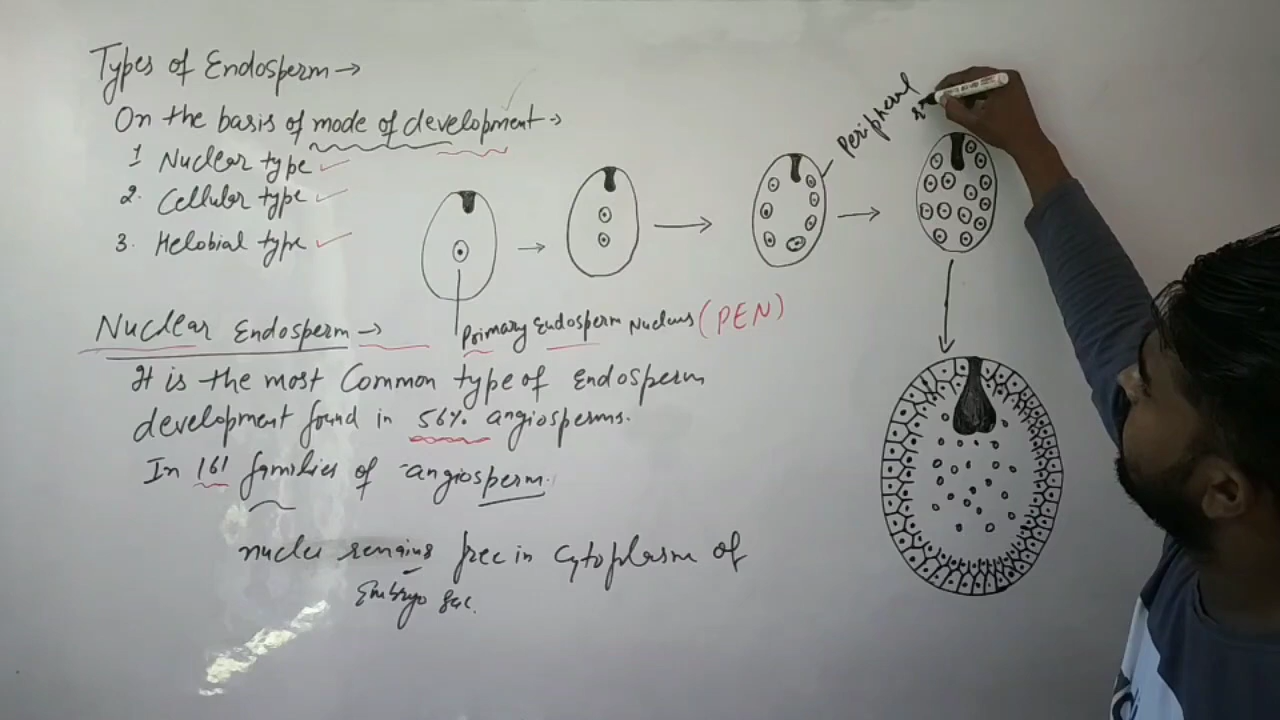 Types of Endosperm →
On the basis of mode of development →
1 Nuclear type
2. Cellular type
3. Helobial type
Peripheral
Nuclear Endosperm →
Primary Endosperm Nucleus (PEN)
It is the most Common type of Endosperm
development found in 56% angiosperms.
In 161 families of angiosperm.
nuclei remains free in cytoplasm of
Embryo sac.